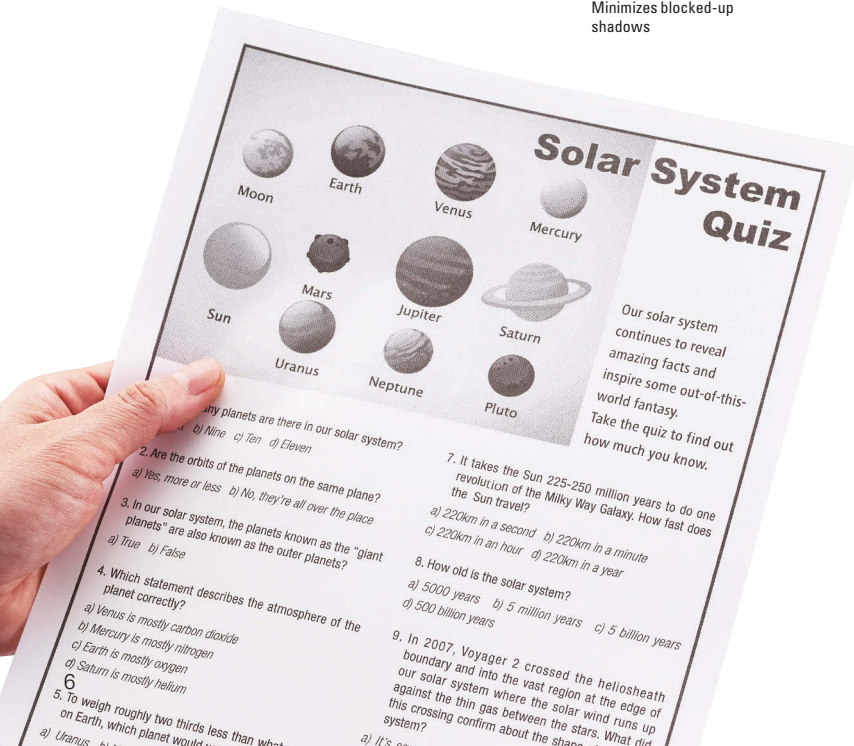 Minimizes blocked-up
shadows
Solar System
Quiz
Moon
Earth
Venus
Mercury
Sun
Mars
Jupiter
Saturn
Uranus
Neptune
Pluto
Our solar system
continues to reveal
amazing facts and
inspire some out-of-this-
world fantasy.
Take the quiz to find out
how much you know.
planets are there in our solar system?
b) Nine c) Ten d) Eleven
2. Are the orbits of the planets on the same plane?
a) Yes, more or less b) No, they're all over the place
3. In our solar system, the planets known as the "giant
planets" are also known as the outer planets?
a) True b) False
4. Which statement describes the atmosphere of the
planet correctly?
a) Venus is mostly carbon dioxide
b) Mercury is mostly nitrogen
c) Earth is mostly oxygen
d) Saturn is mostly helium
6
5. To weigh roughly two thirds less than what
on Earth, which planet would
a) Uranus
7. It takes the Sun 225-250 million years to do one
revolution of the Milky Way Galaxy. How fast does
the Sun travel?
a) 220km in a second b) 220km in a minute
c) 220km in an hour d) 220km in a year
8. How old is the solar system?
a) 5000 years b) 5 million years c) 5 billion years
d) 500 billion years
9. In 2007, Voyager 2 crossed the heliosheath
boundary and into the vast region at the edge of
our solar system where the solar wind runs up
against the thin gas between the stars. What did
this crossing confirm about the shape
system?
a) It's